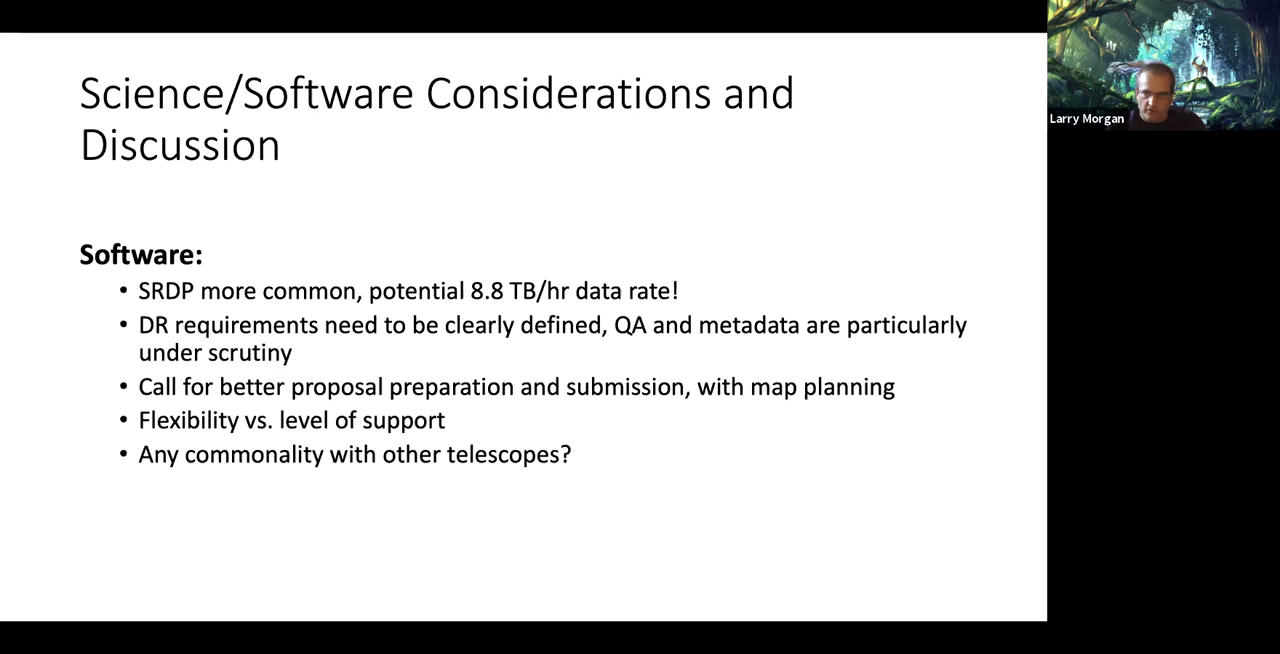 Science/Software Considerations and
Discussion
Software:
• SRDP more common, potential 8.8 TB/hr data rate!
• DR requirements need to be clearly defined, QA and metadata are particularly
under scrutiny
• Call for better proposal preparation and submission, with map planning
• Flexibility vs. level of support
• Any commonality with other telescopes?
Larry Morgan